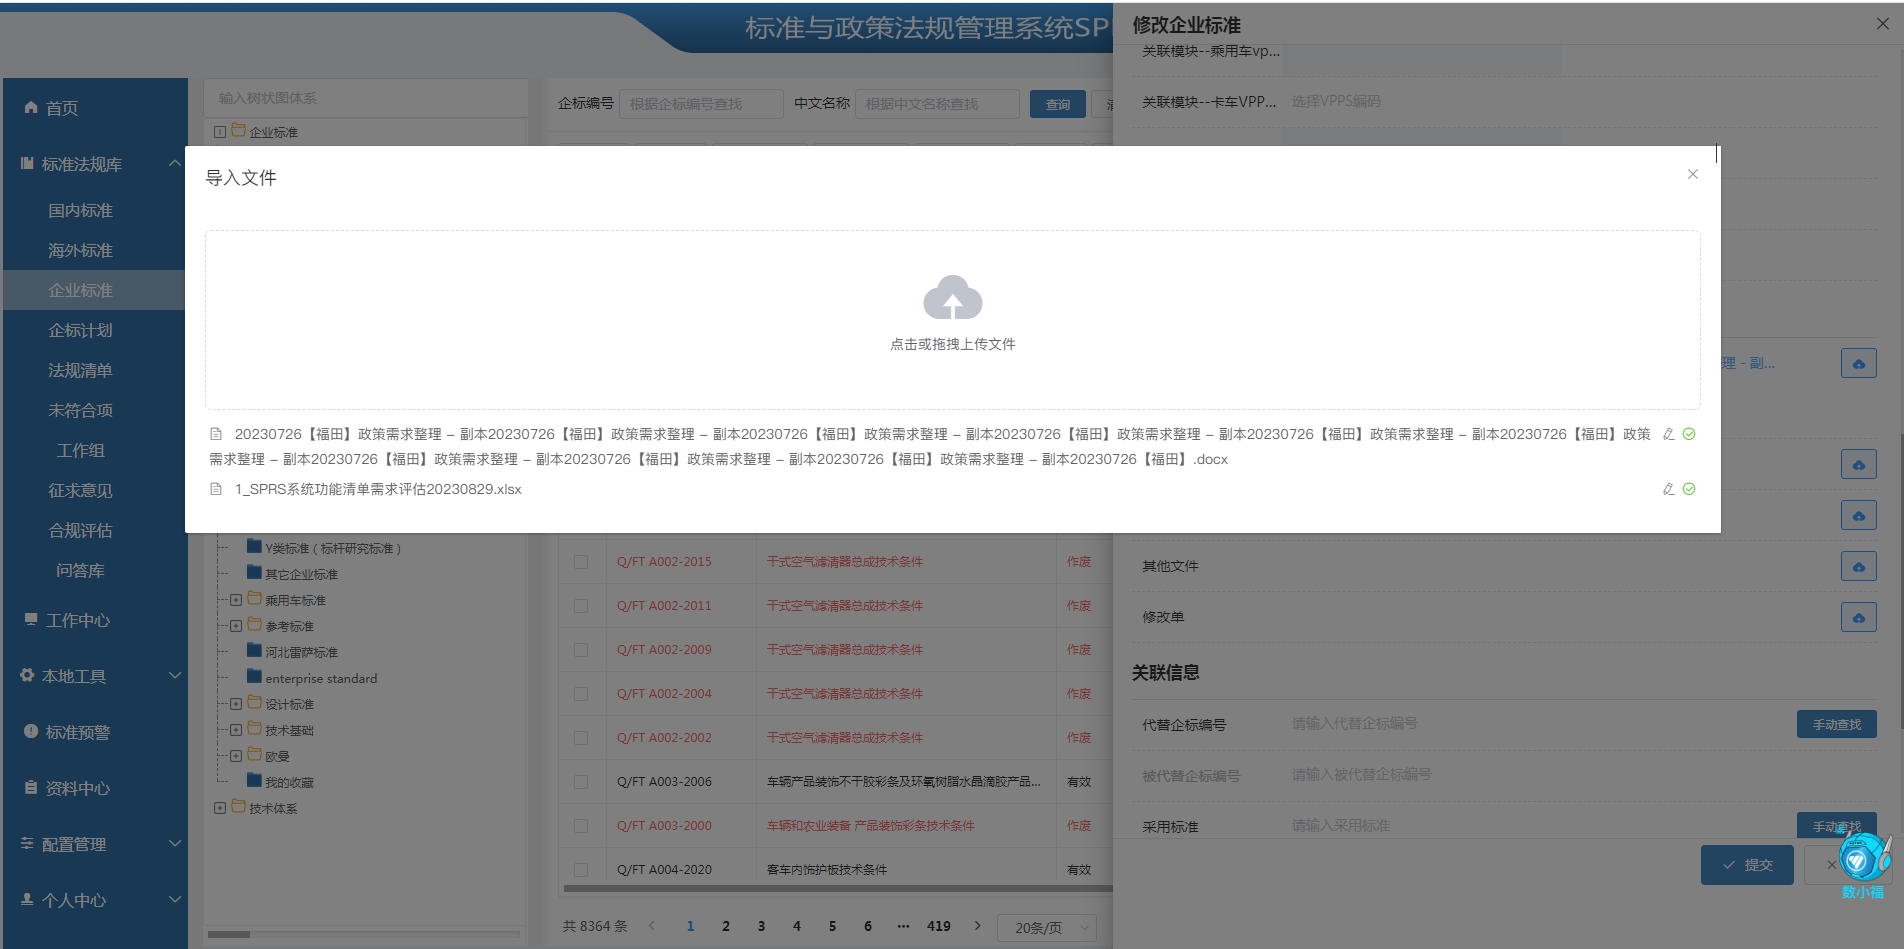 标准与政策法规管理系统SP
修改企业标准
首页
标准法规库
国内标准
海外标准
企业标准
企标计划
法规清单
未符合项
工作组
征求意见
合规评估
问答库
工作中心
本地工具
标准预警
资料中心
配置管理
个人中心
输入树状图体系
企业标准
企标编号 根据企标编号查找 中文名称 根据中文名称查找 查询
关联模块--乘用车vp...
关联模块--卡车VPP... 选择VPPS编码
导入文件
点击或拖拽上传文件
20230726【福田】政策需求整理 – 副本20230726【福田】政策需求整理 – 副本20230726【福田】政策需求整理 – 副本20230726【福田】政策需求整理 – 副本20230726【福田】政策需求整理 – 副本20230726【福田】政策
需求整理 – 副本20230726【福田】政策需求整理 – 副本20230726【福田】政策需求整理 – 副本20230726【福田】政策需求整理 – 副本20230726【福田】.docx
1_SPRS系统功能清单需求评估20230829.xlsx
理 - 副...
Y类标准（标杆研究标准）
其它企业标准
乘用车标准
参考标准
河北雷萨标准
enterprise standard
设计标准
技术基础
欧曼
我的收藏
技术体系
Q/FT A002-2015 干式空气滤清器总成技术条件 作废
Q/FT A002-2011 干式空气滤清器总成技术条件 作废
Q/FT A002-2009 干式空气滤清器总成技术条件 作废
Q/FT A002-2004 干式空气滤清器总成技术条件 作废
Q/FT A002-2002 干式空气滤清器总成技术条件 作废
Q/FT A003-2006 车辆产品装饰不干胶彩条及环氧树脂水晶滴胶产品... 有效
Q/FT A003-2000 车辆和农业装备 产品装饰彩条技术条件 作废
Q/FT A004-2020 客车内饰护板技术条件 有效
共 8364 条 1 2 3 4 5 6 ... 419 20条/页
其他文件
修改单
关联信息
代替企标编号 请输入代替企标编号 手动查找
被代替企标编号 请输入被代替企标编号
采用标准 请输入采用标准 手动查找
提交
数小福